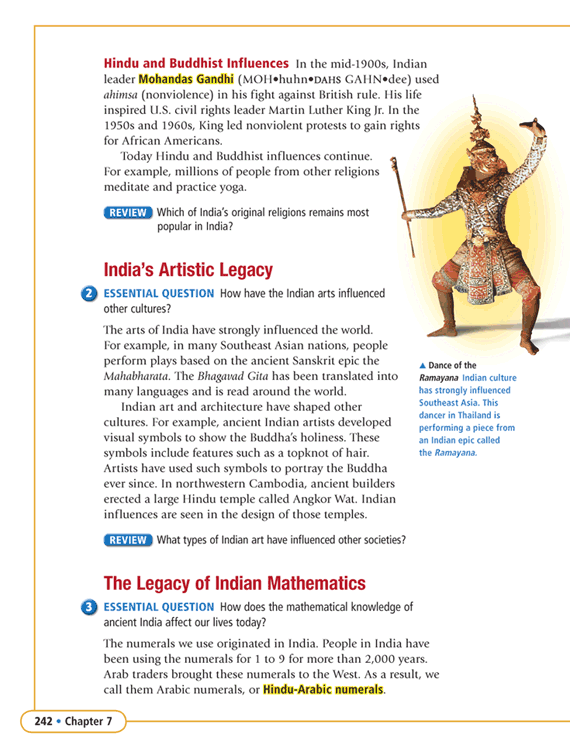 Hindu and Buddhist Influences In the mid-1900s, Indian
leader Mohandas Gandhi (MOH•huhn•DAHS GAHN•dee) used
ahimsa (nonviolence) in his fight against British rule. His life
inspired U.S. civil rights leader Martin Luther King Jr. In the
1950s and 1960s, King led nonviolent protests to gain rights
for African Americans.
Today Hindu and Buddhist influences continue.
For example, millions of people from other religions
meditate and practice yoga.
REVIEW Which of India's original religions remains most
popular in India?
India's Artistic Legacy
2 ESSENTIAL QUESTION How have the Indian arts influenced
other cultures?
The arts of India have strongly influenced the world.
For example, in many Southeast Asian nations, people
perform plays based on the ancient Sanskrit epic the
Mahabharata. The Bhagavad Gita has been translated into
many languages and is read around the world.
Indian art and architecture have shaped other
cultures. For example, ancient Indian artists developed
visual symbols to show the Buddha's holiness. These
symbols include features such as a topknot of hair.
Artists have used such symbols to portray the Buddha
ever since. In northwestern Cambodia, ancient builders
erected a large Hindu temple called Angkor Wat. Indian
influences are seen in the design of those temples.
REVIEW What types of Indian art have influenced other societies?
▲ Dance of the
Ramayana Indian culture
has strongly influenced
Southeast Asia. This
dancer in Thailand is
performing a piece from
an Indian epic called
the Ramayana.
The Legacy of Indian Mathematics
3 ESSENTIAL QUESTION How does the mathematical knowledge of
ancient India affect our lives today?
The numerals we use originated in India. People in India have
been using the numerals for 1 to 9 for more than 2,000 years.
Arab traders brought these numerals to the West. As a result, we
call them Arabic numerals, or Hindu-Arabic numerals.
242 • Chapter 7